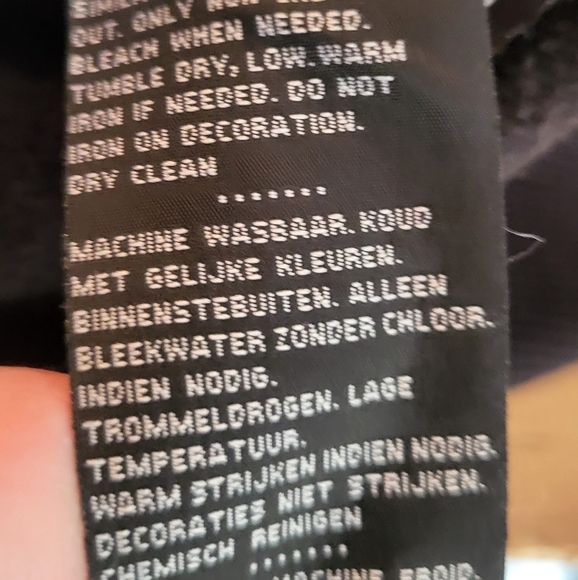 OUT. ONLY NON
BLEACH WHEN NEEDED.
TUMBLE DRY, LOW. WARM
IRON IF NEEDED. DO NOT
IRON ON DECORATION.
DRY CLEAN
.......
MACHINE WASBAAR. KOUD
MET GELIJKE KLEUREN.
BINNENSTEBUITEN. ALLEEN
BLEEKWATER ZONDER CHLOOR.
INDIEN NODIG.
TROMMELDROGEN. LAGE
TEMPERATUUR.
WARM STRIJKEN INDIEN NODIG.
DECORATIES NIET STRIJKEN.
CHEMISCH REINIGEN
.......
MACHINE FROID.